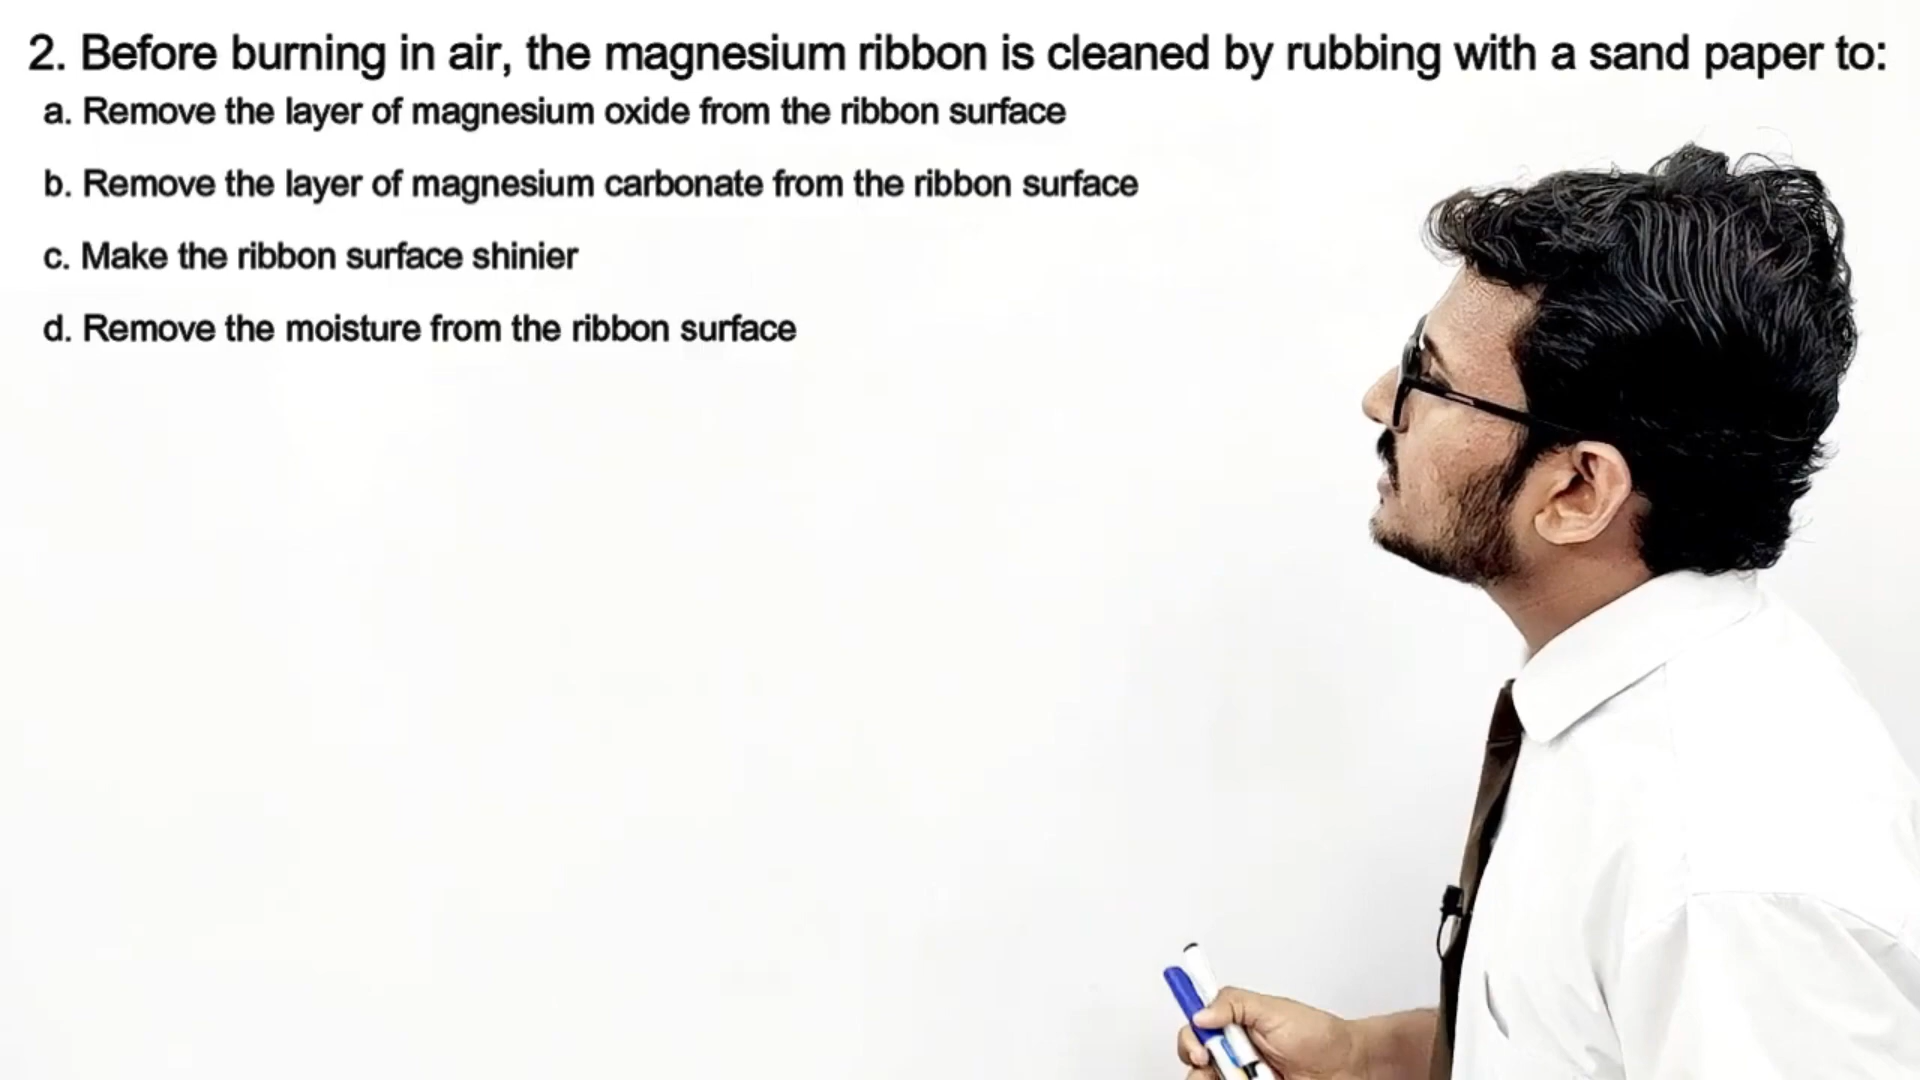 2. Before burning in air, the magnesium ribbon is cleaned by rubbing with a sand paper to:
a. Remove the layer of magnesium oxide from the ribbon surface
b. Remove the layer of magnesium carbonate from the ribbon surface
c. Make the ribbon surface shinier
d. Remove the moisture from the ribbon surface